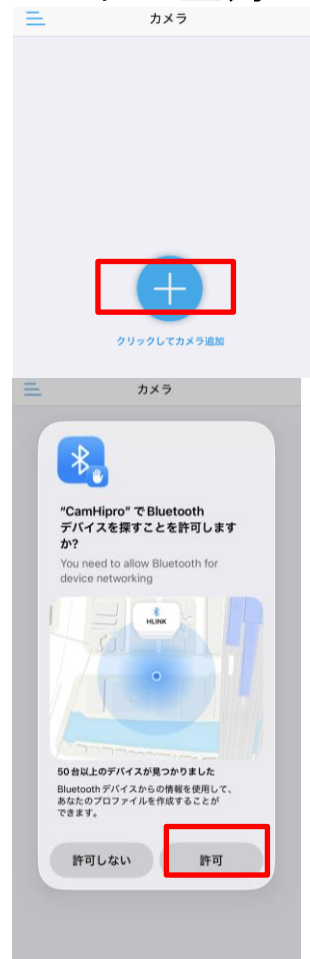 カメラ
クリックしてカメラ追加
カメラ
“CamHipro” で Bluetooth
デバイスを探すことを許可します
か?
You need to allow Bluetooth for
device networking
HLINK
50 台以上のデバイスが見つかりました
Bluetooth デバイスからの情報を使用して、
あなたのプロファイルを作成することが
できます。
許可しない
許可